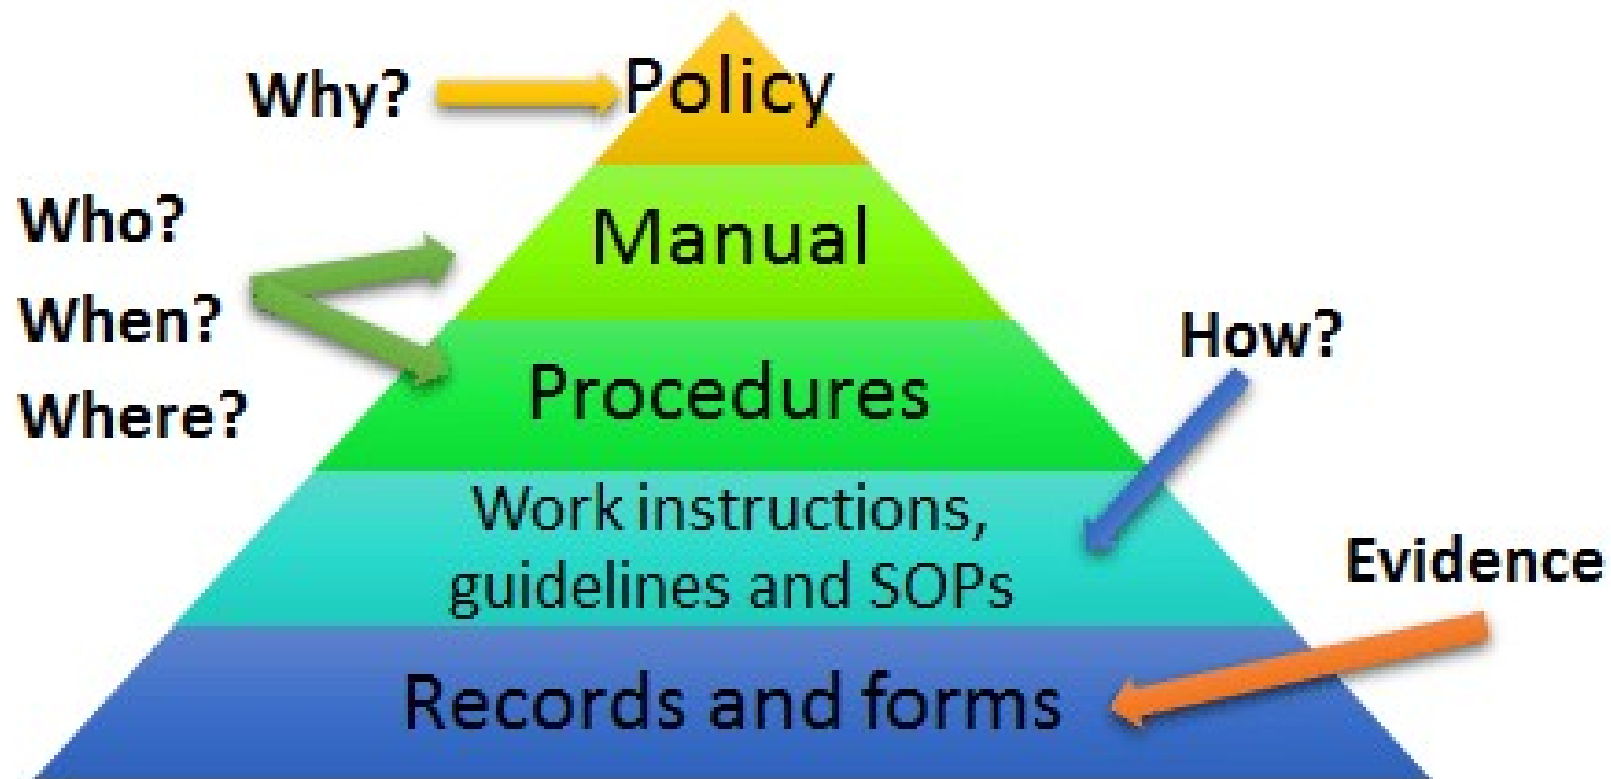 Why?
Policy
Who?
When?
Where?
Manual
Procedures
How?
Work instructions,
guidelines and SOPs
Evidence
Records and forms